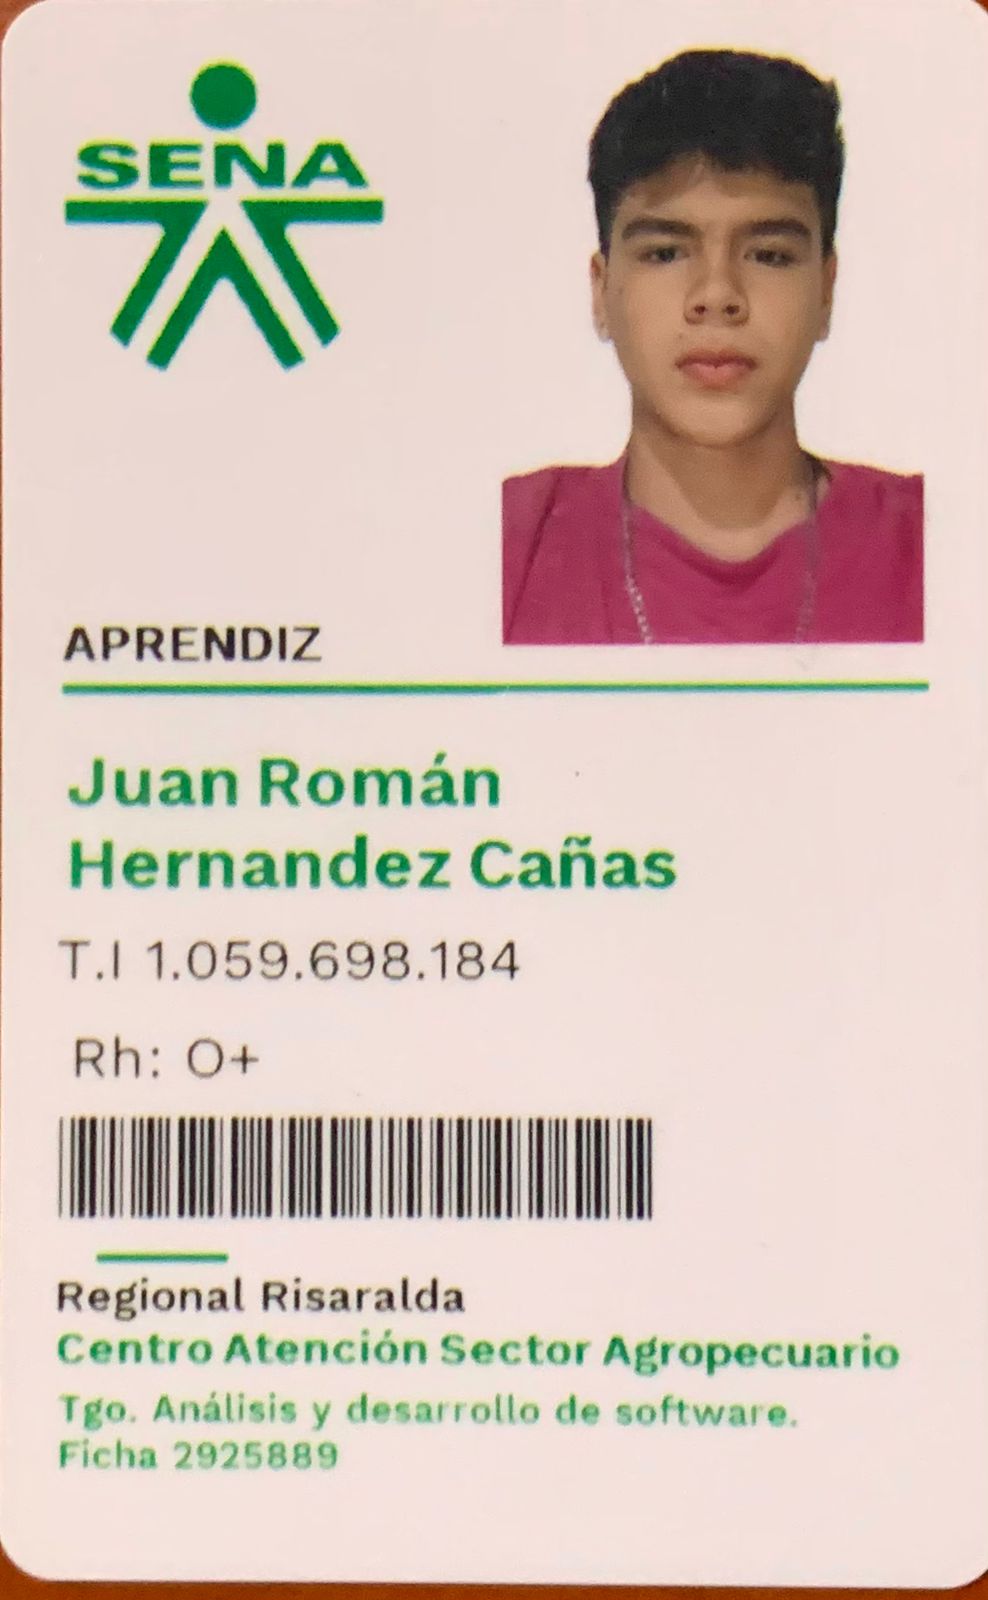 SENA
APRENDIZ
Juan Román
Hernandez Cañas
T.I 1.059.698.184
Rh: O+
Regional Risaralda
Centro Atención Sector Agropecuario
Tgo. Análisis y desarrollo de software.
Ficha 2925889